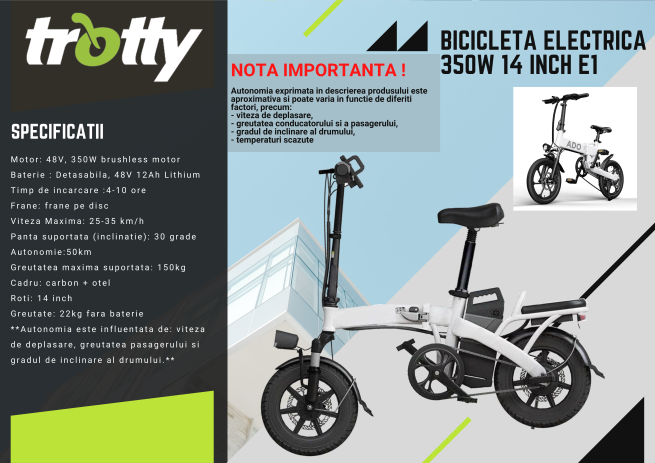 trotty
BICICLETA ELECTRICA
350W 14 INCH E1
NOTA IMPORTANTA !
Autonomia exprimata in descrierea produsului este
aproximativa si poate varia in functie de diferiti
factori, precum:
- viteza de deplasare,
- greutatea conducatorului si a pasagerului,
- gradul de inclinare al drumului,
- temperaturi scazute
ADO
SPECIFICATII
Motor: 48V, 350W brushless motor
Baterie : Detasabila, 48V 12Ah Lithium
Timp de incarcare :4-10 ore
Frane: frane pe disc
Viteza Maxima: 25-35 km/h
Panta suportata (inclinatie): 30 grade
Autonomie:50km
Greutatea maxima suportata: 150kg
Cadru: carbon + otel
Roti: 14 inch
Greutate: 22kg fara baterie
**Autonomia este influentata de: viteza
de deplasare, greutatea pasagerului si
gradul de inclinare al drumului.**